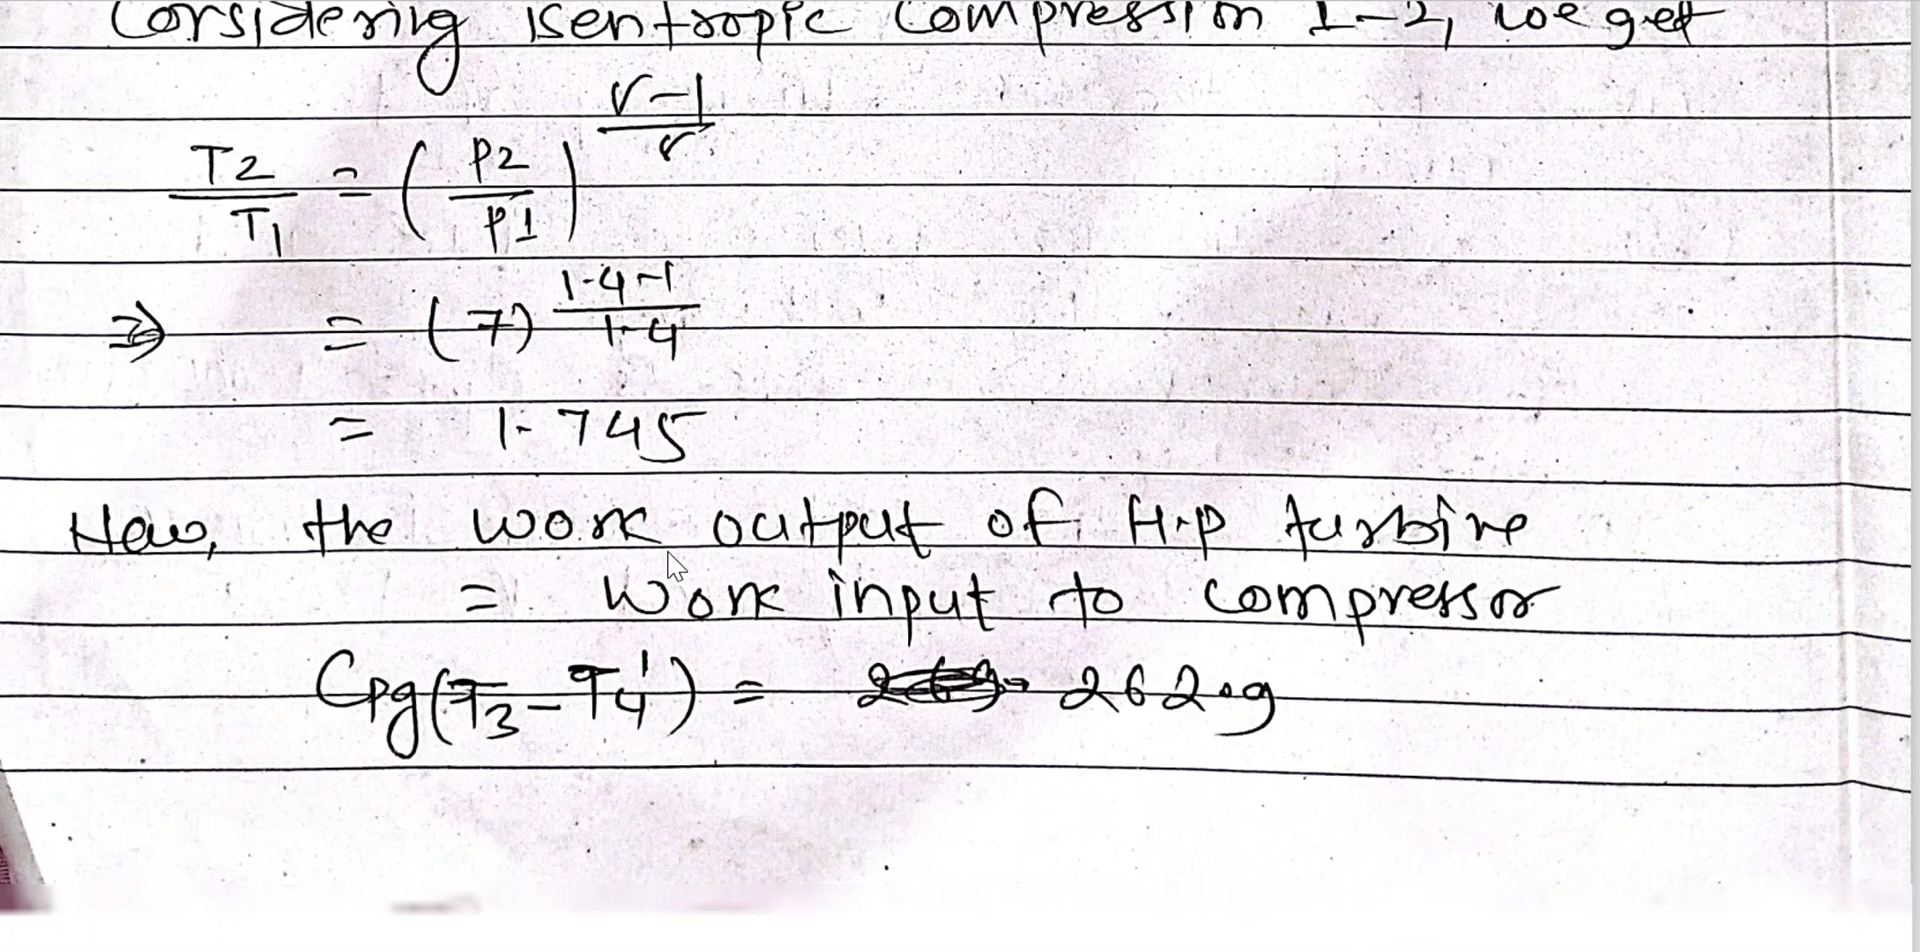 Considering isentropic compression 1-2, we get
T2/T1 = (P2/P1)^(γ-1)/γ
⇒ = (7)^(1.4-1)/1.4
= 1.745
Now, the work output of H.P turbine
= Work input to compressor
Cpg(T3-T4') = 262.9